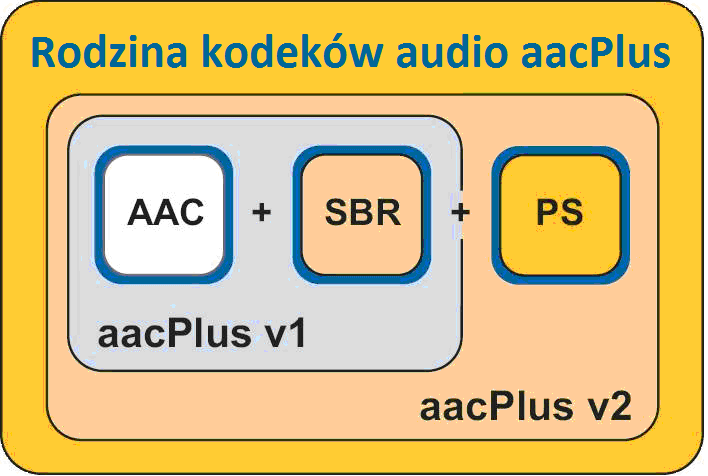 Rodzina kodeków audio aacPlus
AAC + SBR + PS
aacPlus v1
aacPlus v2